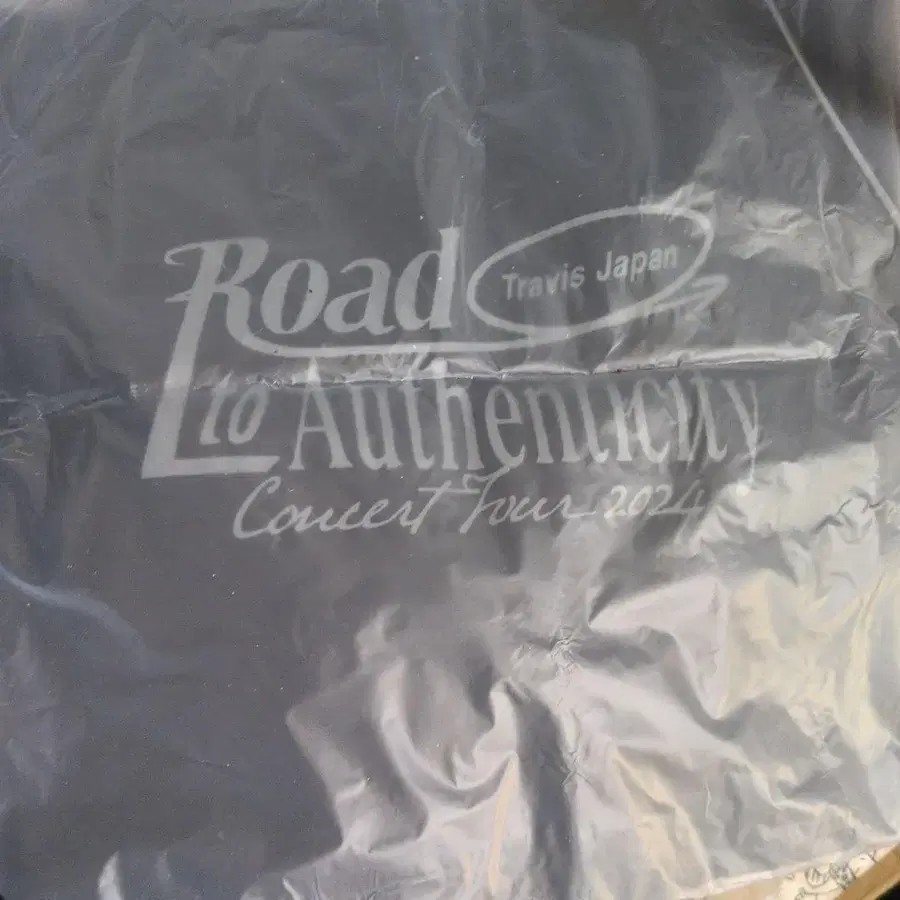 Road Travis Japan
to Authenticity
Concert Tour 2024